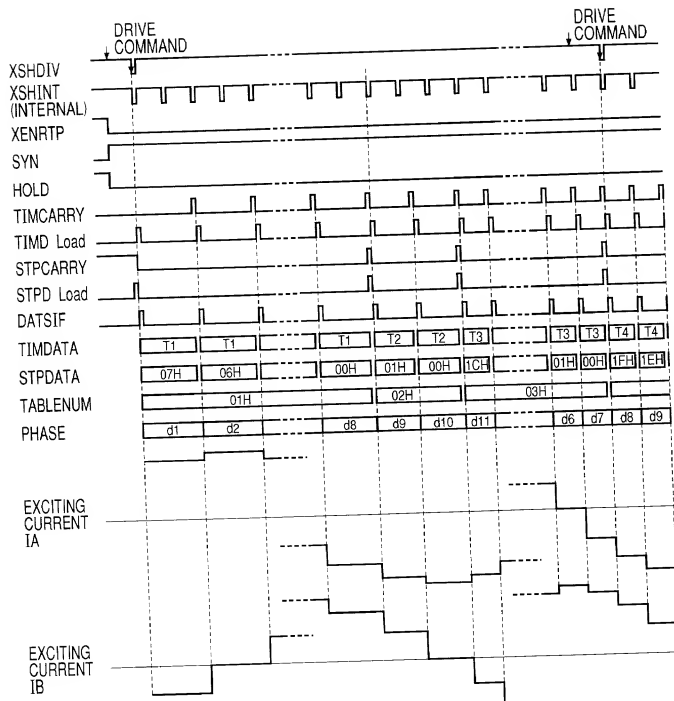 DRIVE
COMMAND
DRIVE
COMMAND
XSHDIV
XSHINT
(INTERNAL)
XENRTP
SYN
HOLD
TIMCARRY
TIMD Load
STPCARRY
STPD Load
DATSIF
TIMDATA T1 T1 T1 T2 T2 T3 T3 T3 T4 T4
STPDATA 07H 06H 00H 01H 00H 1CH 01H 00H 1FH 1EH
TABLENUM 01H 02H 03H
PHASE d1 d2 d8 d9 d10 d11 d6 d7 d8 d9
EXCITING
CURRENT
IA
EXCITING
CURRENT
IB